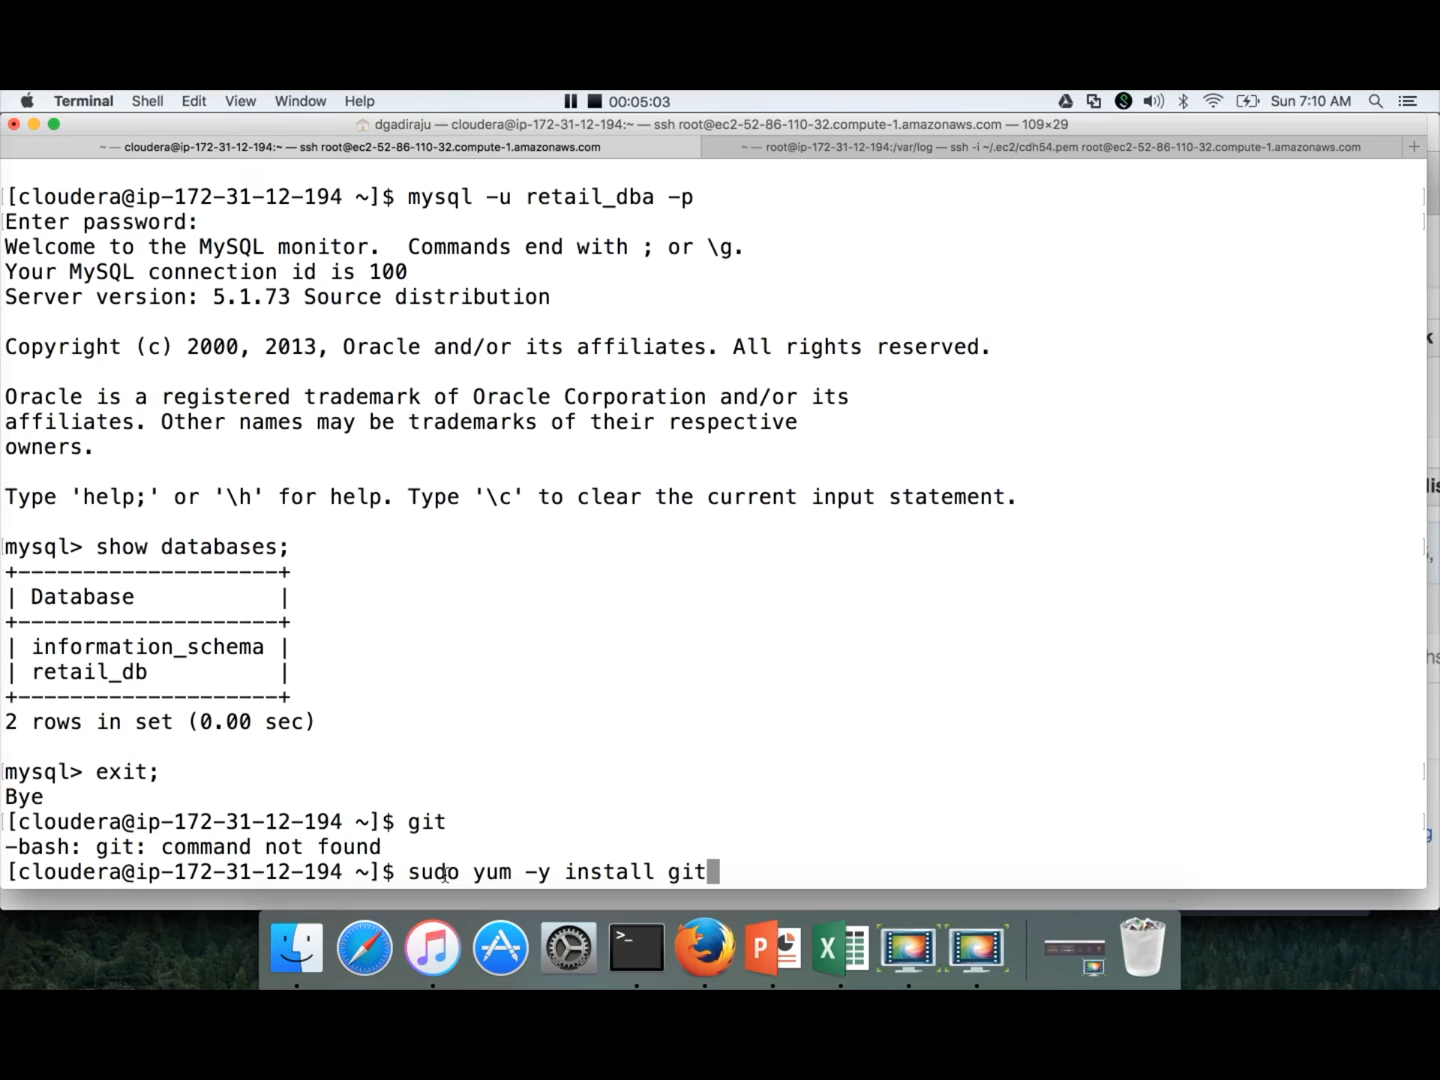 Terminal Shell Edit View Window Help 00:05:03 Sun 7:10 AM
dgadiraju — cloudera@ip-172-31-12-194:~ — ssh root@ec2-52-86-110-32.compute-1.amazonaws.com — 109×29
~ — cloudera@ip-172-31-12-194:~ — ssh root@ec2-52-86-110-32.compute-1.amazonaws.com ~ — root@ip-172-31-12-194:/var/log — ssh -i ~/.ec2/cdh54.pem root@ec2-52-86-110-32.compute-1.amazonaws.com +
[cloudera@ip-172-31-12-194 ~]$ mysql -u retail_dba -p
Enter password:
Welcome to the MySQL monitor.  Commands end with ; or \g.
Your MySQL connection id is 100
Server version: 5.1.73 Source distribution
Copyright (c) 2000, 2013, Oracle and/or its affiliates. All rights reserved.
Oracle is a registered trademark of Oracle Corporation and/or its
affiliates. Other names may be trademarks of their respective
owners.
Type 'help;' or '\h' for help. Type '\c' to clear the current input statement.
mysql> show databases;
+--------------------+
| Database           |
+--------------------+
| information_schema |
| retail_db          |
+--------------------+
2 rows in set (0.00 sec)
mysql> exit;
Bye
[cloudera@ip-172-31-12-194 ~]$ git
-bash: git: command not found
[cloudera@ip-172-31-12-194 ~]$ sudo yum -y install git